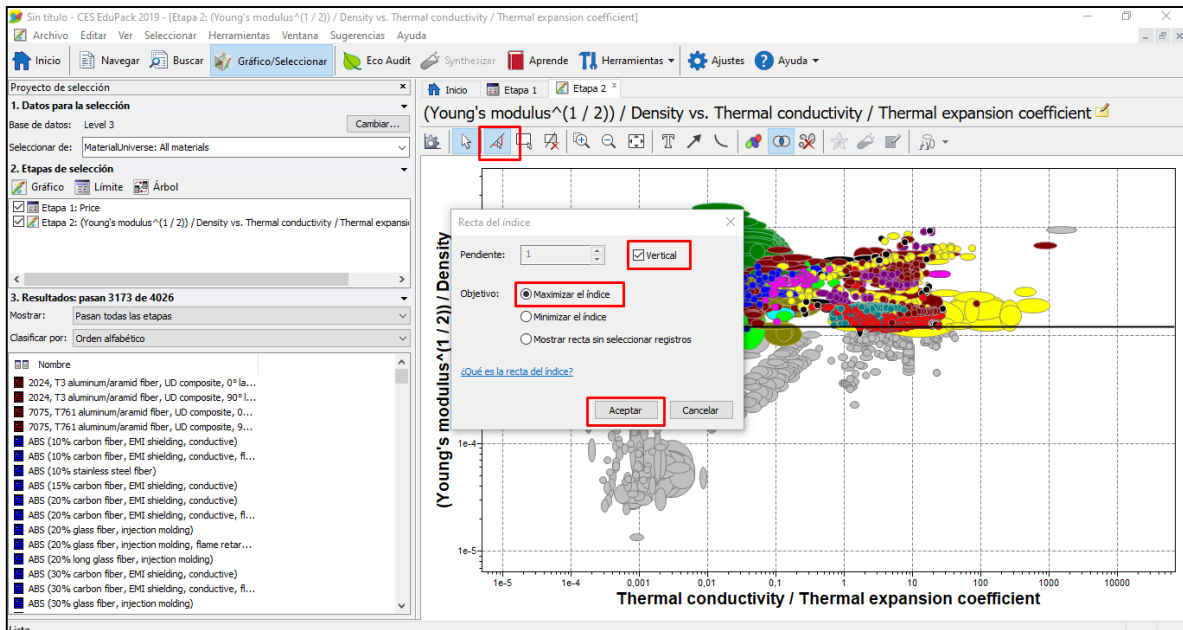 Sin título - CES EduPack 2019 - [Etapa 2: (Young's modulus^(1 / 2)) / Density vs. Thermal conductivity / Thermal expansion coefficient]
Archivo Editar Ver Seleccionar Herramientas Ventana Sugerencias Ayuda
Inicio Navegar Buscar Gráfico/Seleccionar Eco Audit Synthesizer Aprende Herramientas Ajustes Ayuda
Proyecto de selección
1. Datos para la selección
Base de datos: Level 3 Cambiar...
Seleccionar de: MaterialUniverse: All materials
2. Etapas de selección
Gráfico Límite Árbol
Etapa 1: Price
Etapa 2: (Young's modulus^(1 / 2)) / Density vs. Thermal conductivity / Thermal expansi
3. Resultados: pasan 3173 de 4026
Mostrar: Pasan todas las etapas
Clasificar por: Orden alfabético
Nombre
2024, T3 aluminum/aramid fiber, UD composite, 0° la...
2024, T3 aluminum/aramid fiber, UD composite, 90° l...
7075, T761 aluminum/aramid fiber, UD composite, 0...
7075, T761 aluminum/aramid fiber, UD composite, 9...
ABS (10% carbon fiber, EMI shielding, conductive)
ABS (10% carbon fiber, EMI shielding, conductive, fl...
ABS (10% stainless steel fiber)
ABS (15% carbon fiber, EMI shielding, conductive)
ABS (20% carbon fiber, EMI shielding, conductive)
ABS (20% carbon fiber, EMI shielding, conductive, fl...
ABS (20% glass fiber, injection molding)
ABS (20% glass fiber, injection molding, flame retar...
ABS (20% long glass fiber, injection molding)
ABS (30% carbon fiber, EMI shielding, conductive)
ABS (30% carbon fiber, EMI shielding, conductive, fl...
ABS (30% glass fiber, injection molding)
Listo
Inicio Etapa 1 Etapa 2
(Young's modulus^(1 / 2)) / Density vs. Thermal conductivity / Thermal expansion coefficient
Recta del índice
Pendiente: 1 Vertical
Objetivo: Maximizar el índice
Minimizar el índice
Mostrar recta sin seleccionar registros
¿Qué es la recta del índice?
Aceptar Cancelar
(Young's modulus^(1 / 2)) / Density
1e-4
1e-5
1e-5 1e-4 0,001 0,01 0,1 1 10 100 1000 10000
Thermal conductivity / Thermal expansion coefficient